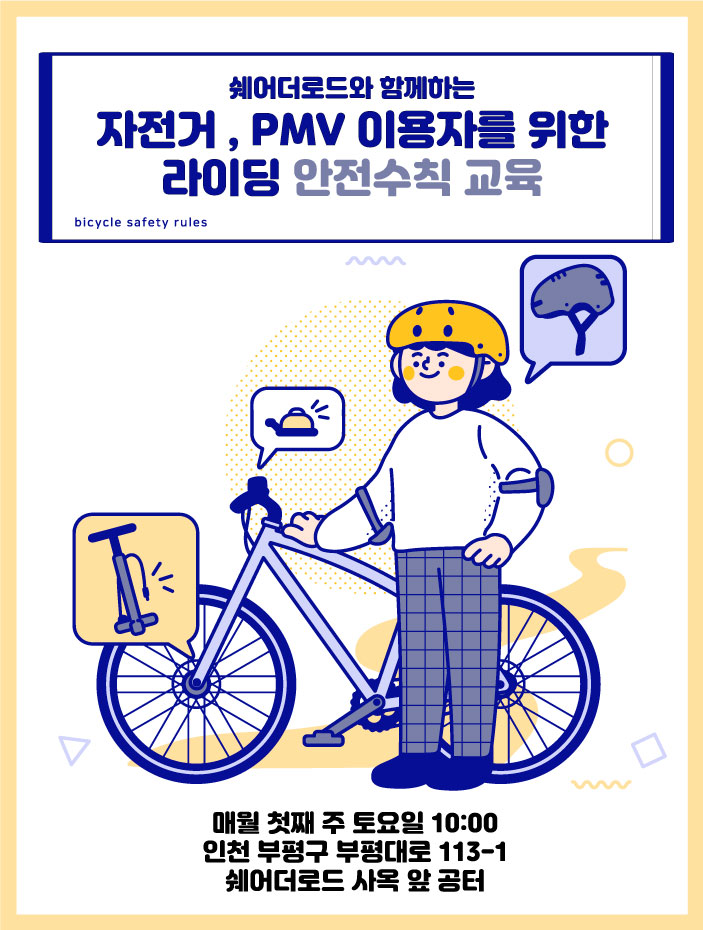 쉐어더로드와 함께하는
자전거 , PMV 이용자를 위한
라이딩 안전수칙 교육
bicycle safety rules
매월 첫째 주 토요일 10:00
인천 부평구 부평대로 113-1
쉐어더로드 사옥 앞 공터